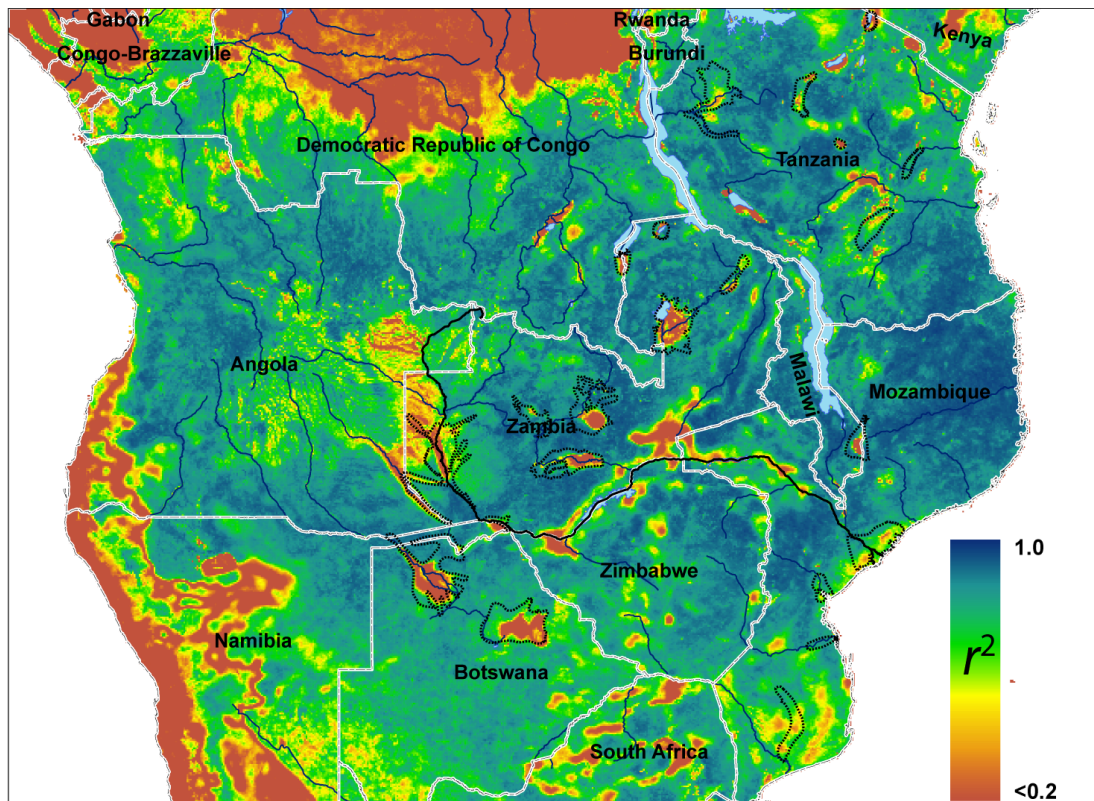 Gabon
Rwanda
Kenya
Congo-Brazzaville
Burundi
Democratic Republic of Congo
Tanzania
Angola
Malawi
Mozambique
Zambia
Zimbabwe
Namibia
Botswana
South Africa
1.0
r²
<0.2